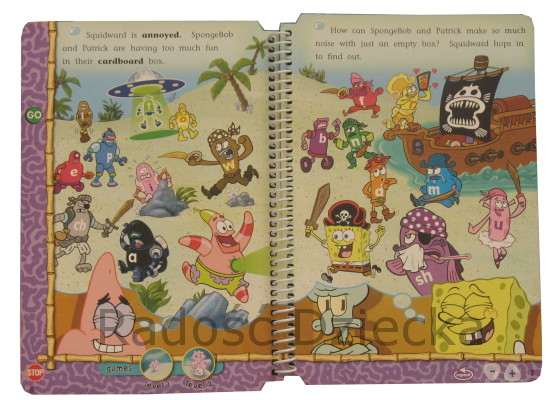 Squidward is annoyed. SpongeBob
and Patrick are having too much fun
in their cardboard box.
GO
e
p
i
ch
a
STOP
games
level 1
level 2
How can SpongeBob and Patrick make so much
noise with just an empty box? Squidward hops in
to find out.
b
n
d
m
u
sh
repeat
Radość Dziecka